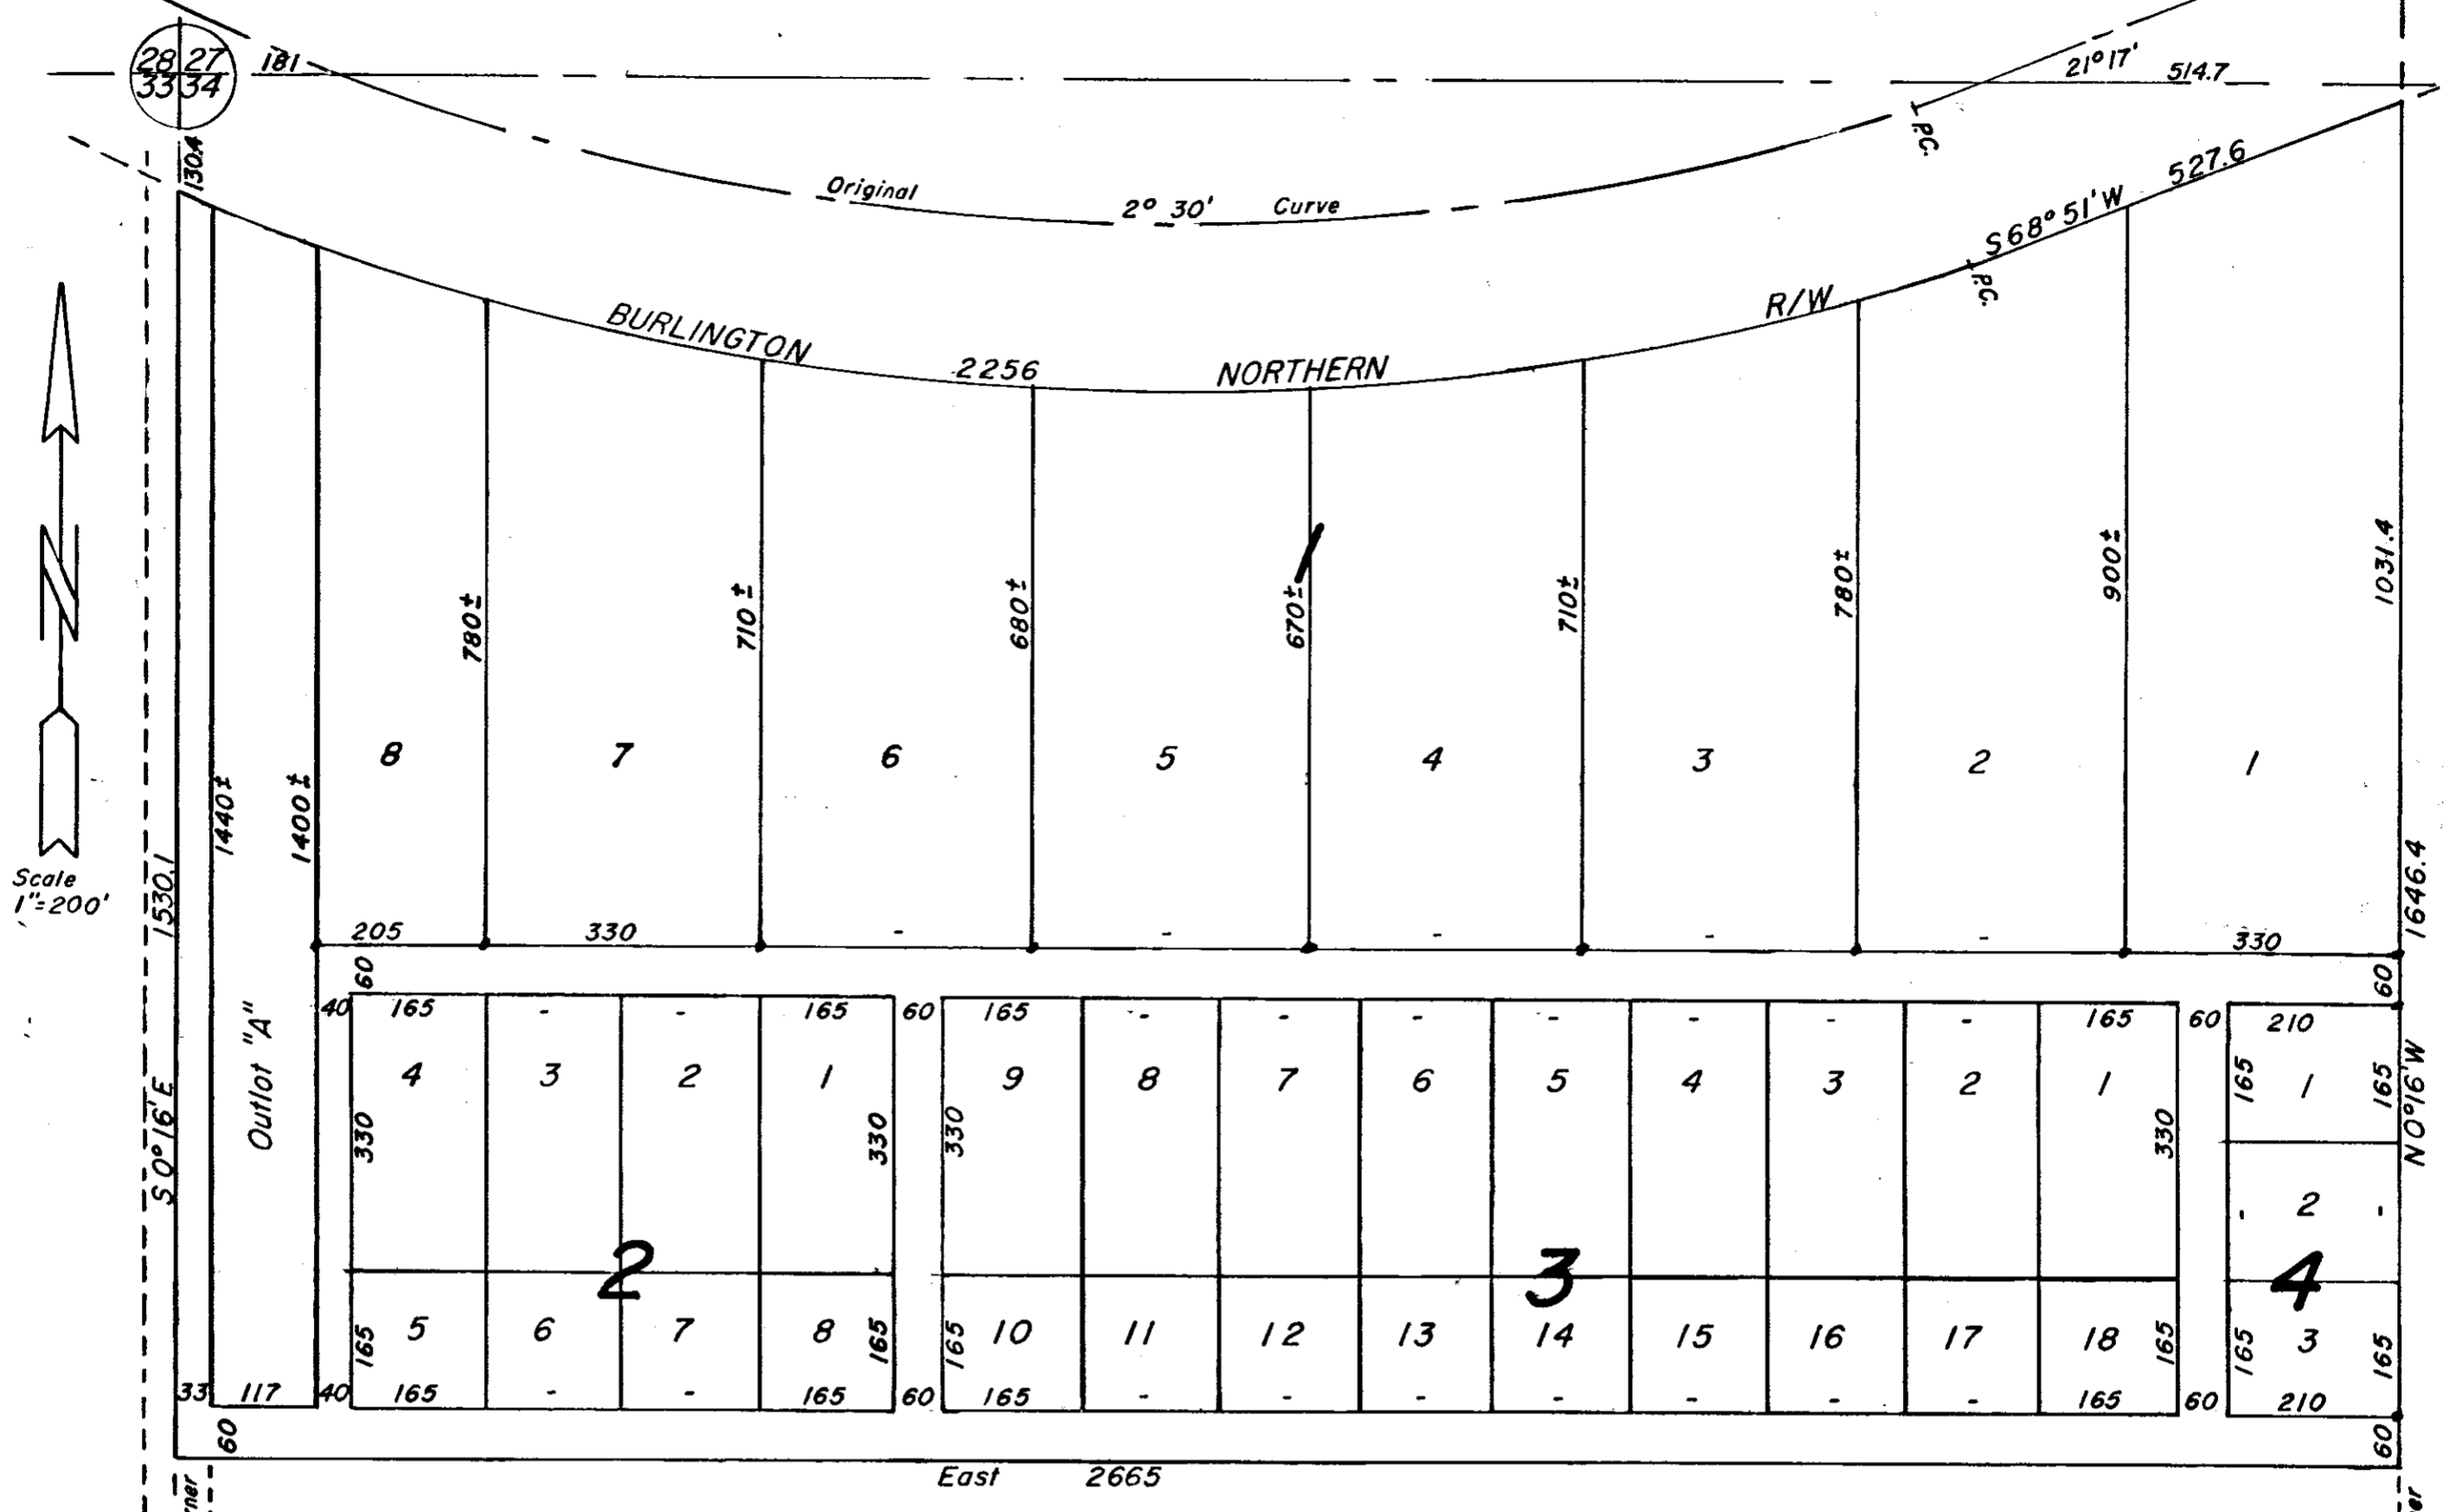 28 27
33 34
181
21°17'
514.7
130.4
P.C.
Original 2° 30' Curve
527.6
S68°51'W
P.C.
BURLINGTON NORTHERN R/W
2256
1
780±
710±
680±
670±
710±
780±
900±
1031.4
8 7 6 5 4 3 2 1
1440±
1400±
Scale
1"=200'
1530.1
1646.4
205 330 - - - - - 330
60
60
40 165 - - 165 60 165 - - - - - - - 165 60 210
Outlot "A"
4 3 2 1 9 8 7 6 5 4 3 2 1 1
165 165
330 330 330 330
S0°16'E
N0°16'W
- 2 -
2 3 4
5 6 7 8 10 11 12 13 14 15 16 17 18 3
165 165 165 165 165 165
33 117 40 165 - - 165 60 165 - - - - - - - 165 60 210
60
60
East 2665